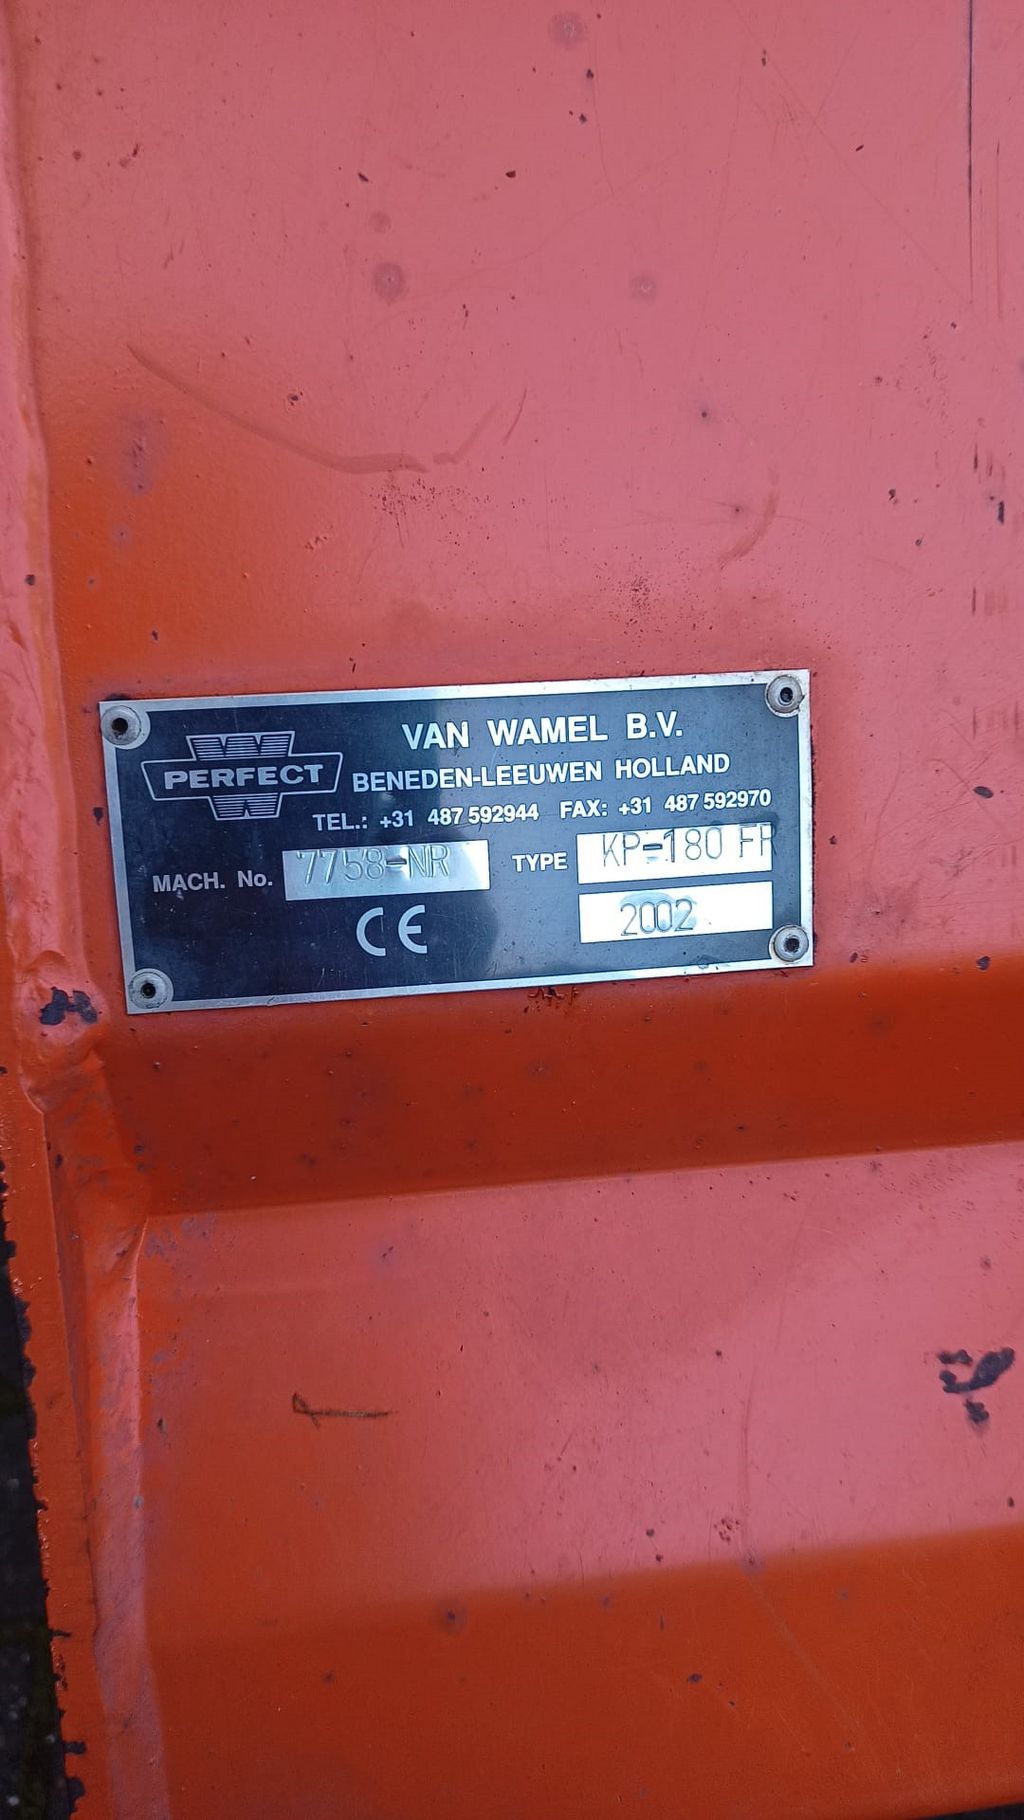 VAN WAMEL B.V.
W
PERFECT
W
BENEDEN-LEEUWEN HOLLAND
TEL.: +31 487 592944 FAX: +31 487 592970
MACH. No. 7758-NR TYPE KP-180 FR
CE 2002